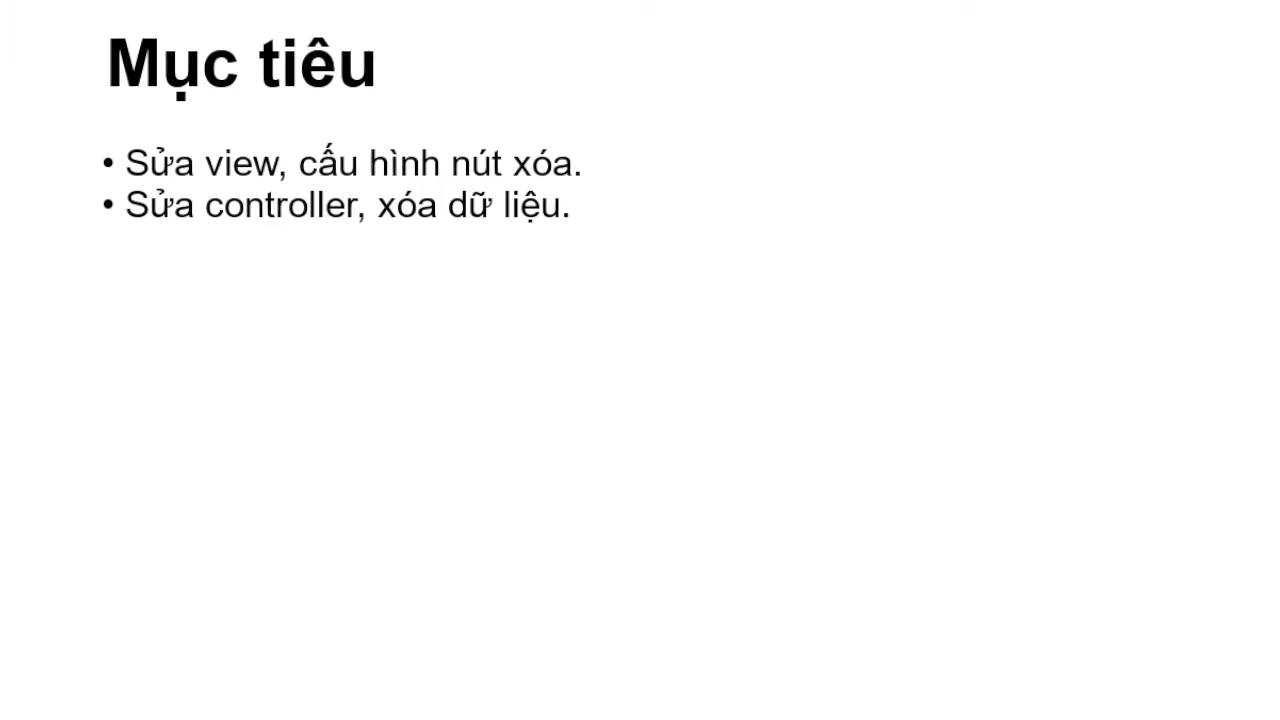 Mục tiêu
• Sửa view, cấu hình nút xóa.
• Sửa controller, xóa dữ liệu.